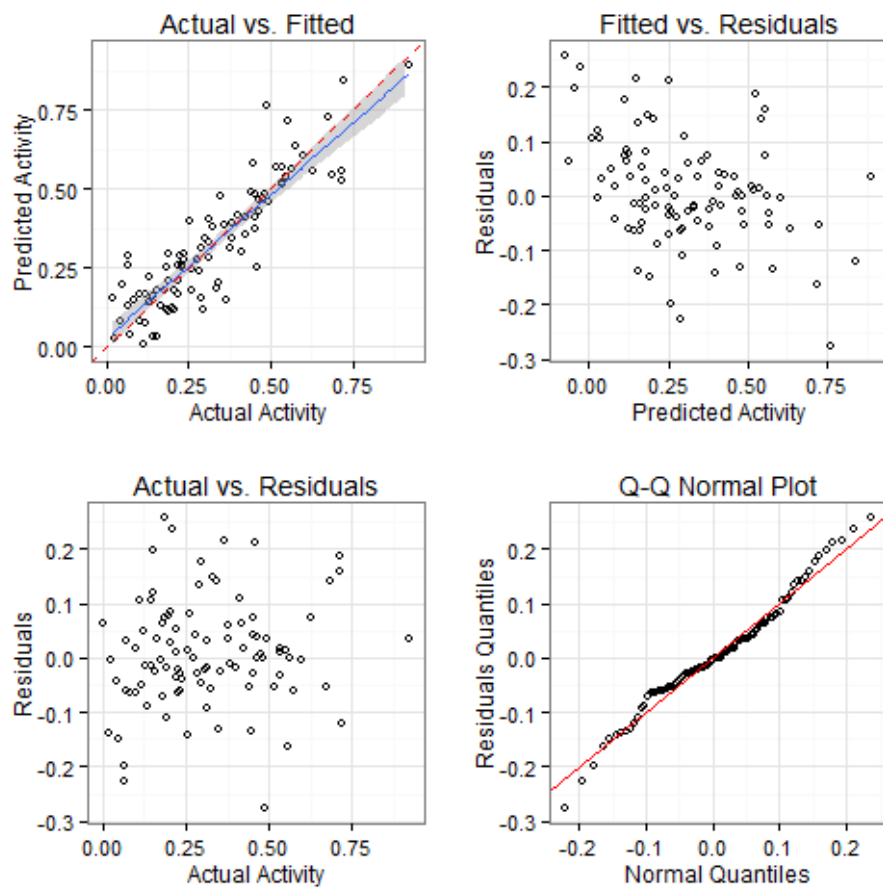 Actual vs. Fitted
Predicted Activity
0.75
0.50
0.25
0.00
0.00 0.25 0.50 0.75
Actual Activity
Fitted vs. Residuals
Residuals
0.2
0.1
0.0
-0.1
-0.2
-0.3
0.00 0.25 0.50 0.75
Predicted Activity
Actual vs. Residuals
Residuals
0.2
0.1
0.0
-0.1
-0.2
-0.3
0.00 0.25 0.50 0.75
Actual Activity
Q-Q Normal Plot
Residuals Quantiles
0.2
0.1
0.0
-0.1
-0.2
-0.3
-0.2 -0.1 0.0 0.1 0.2
Normal Quantiles